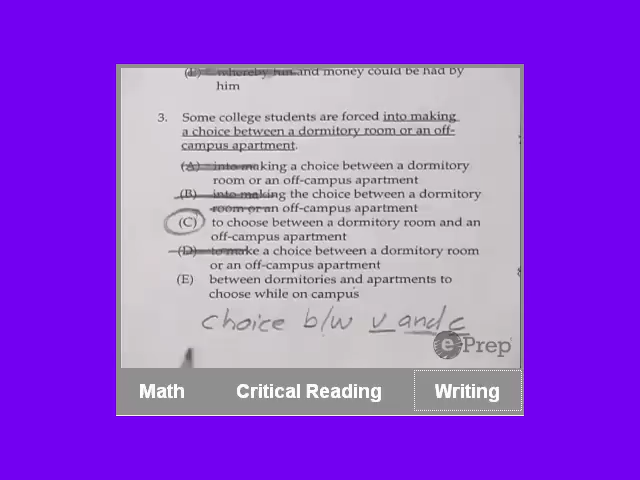 (E) whereby fun and money could be had by
him
3. Some college students are forced into making
a choice between a dormitory room or an off-
campus apartment.
(A) into making a choice between a dormitory
room or an off-campus apartment
(B) into making the choice between a dormitory
room or an off-campus apartment
(C) to choose between a dormitory room and an
off-campus apartment
(D) to make a choice between a dormitory room
or an off-campus apartment
(E) between dormitories and apartments to
choose while on campus
choice b/w v and c
ePrep
Math Critical Reading Writing